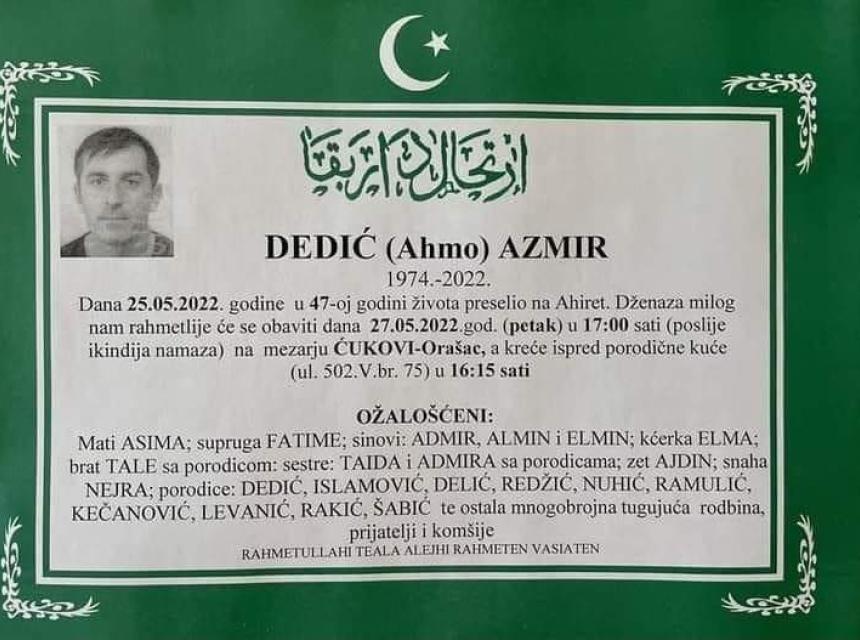 ارتحال دار بقا
DEDIĆ (Ahmo) AZMIR
1974.-2022.
Dana 25.05.2022. godine u 47-oj godini života preselio na Ahiret. Dženaza milog
nam rahmetlije će se obaviti dana 27.05.2022.god. (petak) u 17:00 sati (poslije
ikindija namaza) na mezarju ĆUKOVI-Orašac, a kreće ispred porodične kuće
(ul. 502.V.br. 75) u 16:15 sati
OŽALOŠĆENI:
Mati ASIMA; supruga FATIME; sinovi: ADMIR, ALMIN i ELMIN; kćerka ELMA;
brat TALE sa porodicom: sestre: TAIDA i ADMIRA sa porodicama; zet AJDIN; snaha
NEJRA; porodice: DEDIĆ, ISLAMOVIĆ, DELIĆ, REDŽIĆ, NUHIĆ, RAMULIĆ,
KEČANOVIĆ, LEVANIĆ, RAKIĆ, ŠABIĆ te ostala mnogobrojna tugujuća rodbina,
prijatelji i komšije
RAHMETULLAHI TEALA ALEJHI RAHMETEN VASIATEN